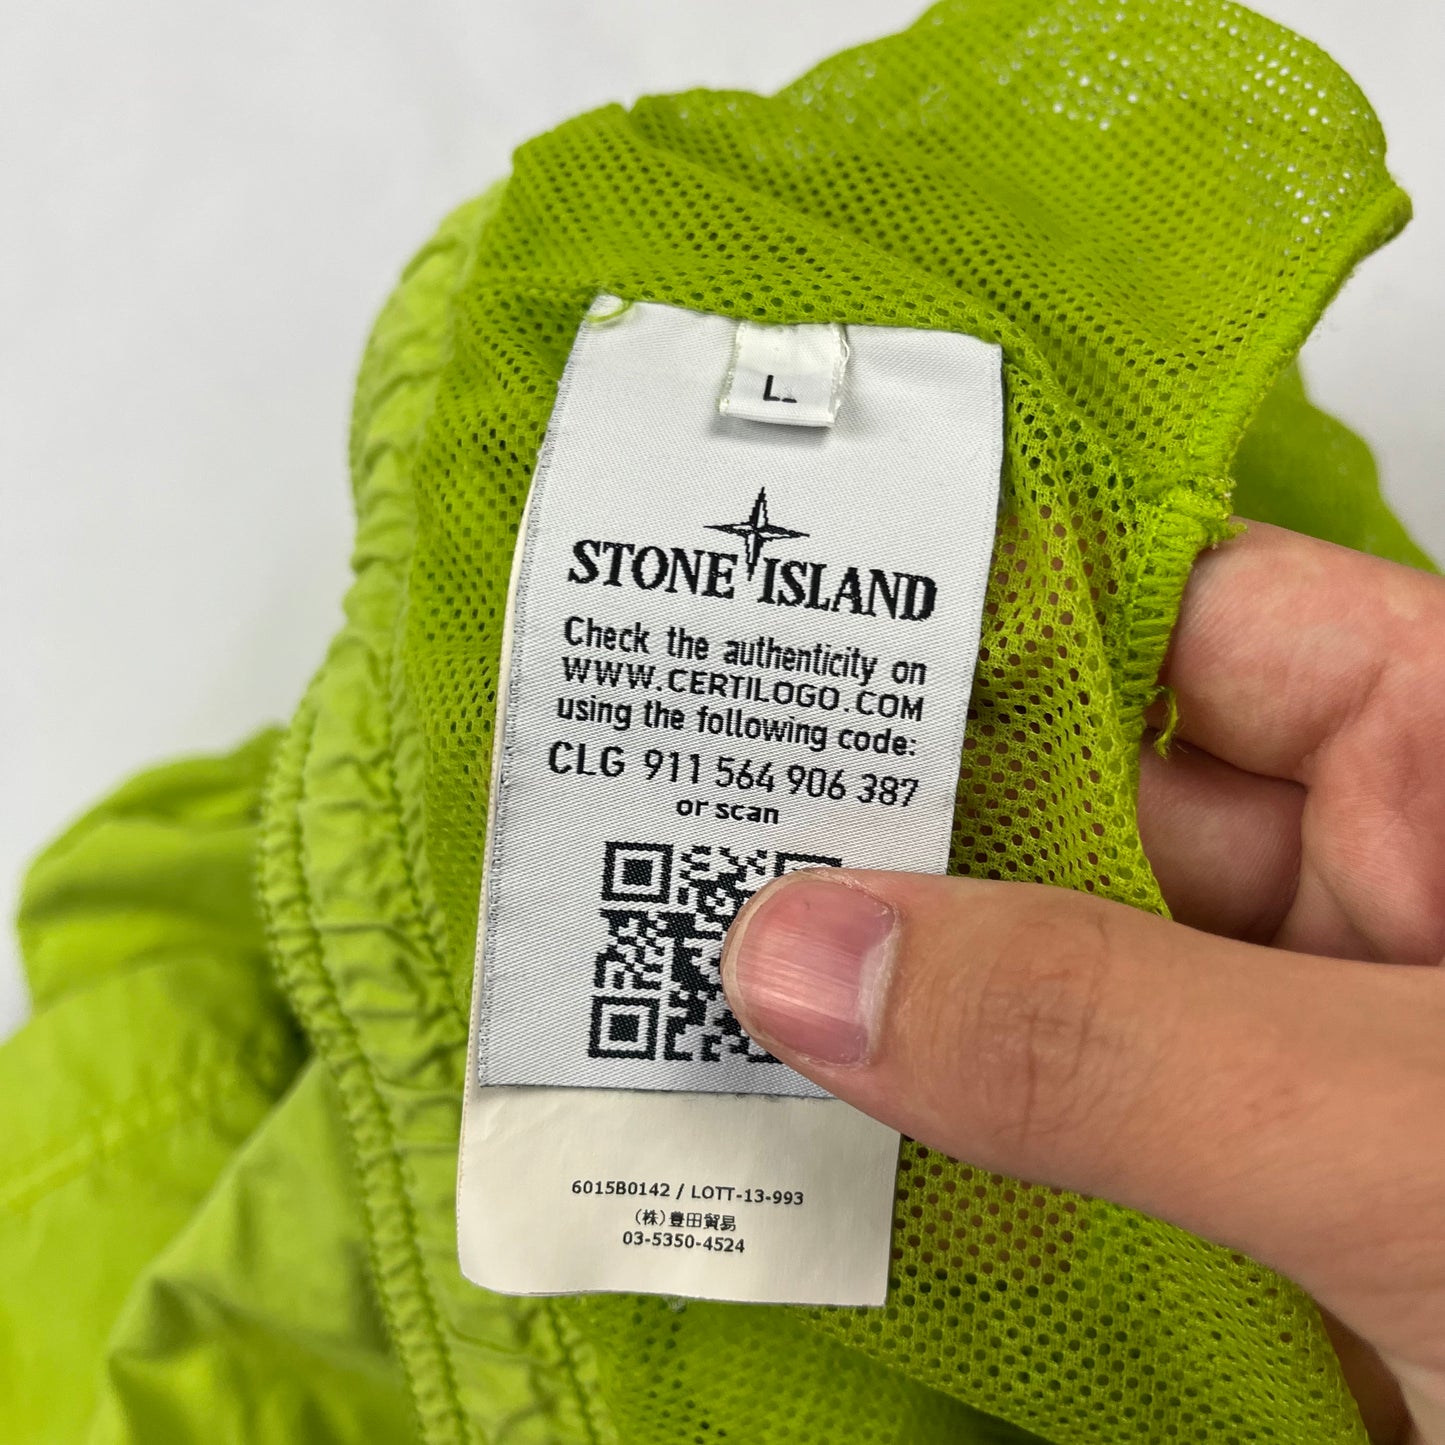 L
STONE ISLAND
Check the authenticity on
WWW.CERTILOGO.COM
using the following code:
CLG 911 564 906 387
or scan
6015B0142 / LOTT-13-993
(株)豊田貿易
03-5350-4524